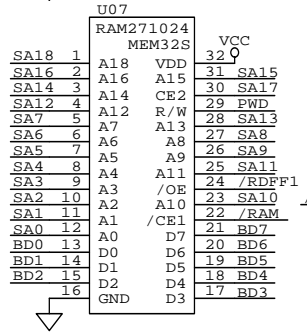 U07
RAM271024
MEM32S
VCC
SA18 1 A18 VDD 32
SA16 2 A16 A15 31 SA15
SA14 3 A14 CE2 30 SA17
SA12 4 A12 R/W 29 PWD
SA7 5 A7 A13 28 SA13
SA6 6 A6 A8 27 SA8
SA5 7 A5 A9 26 SA9
SA4 8 A4 A11 25 SA11
SA3 9 A3 /OE 24 /RDFF1
SA2 10 A2 A10 23 SA10
SA1 11 A1 /CE1 22 /RAM
SA0 12 A0 D7 21 BD7
BD0 13 D0 D6 20 BD6
BD1 14 D1 D5 19 BD5
BD2 15 D2 D4 18 BD4
16 GND D3 17 BD3